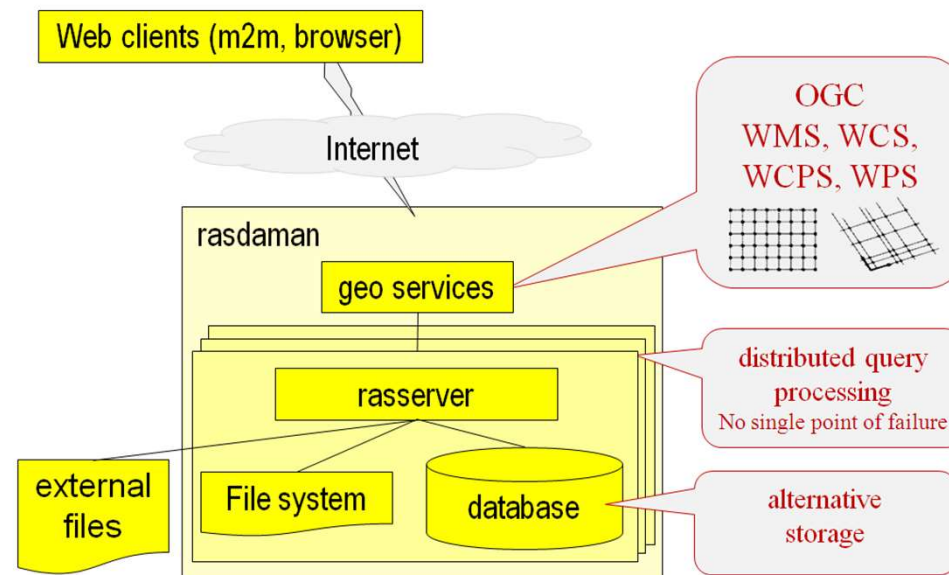 Web clients (m2m, browser)
Internet
OGC
WMS, WCS,
WCPS, WPS
rasdaman
geo services
distributed query
processing
No single point of failure
rasserver
external
files
File system
database
alternative
storage